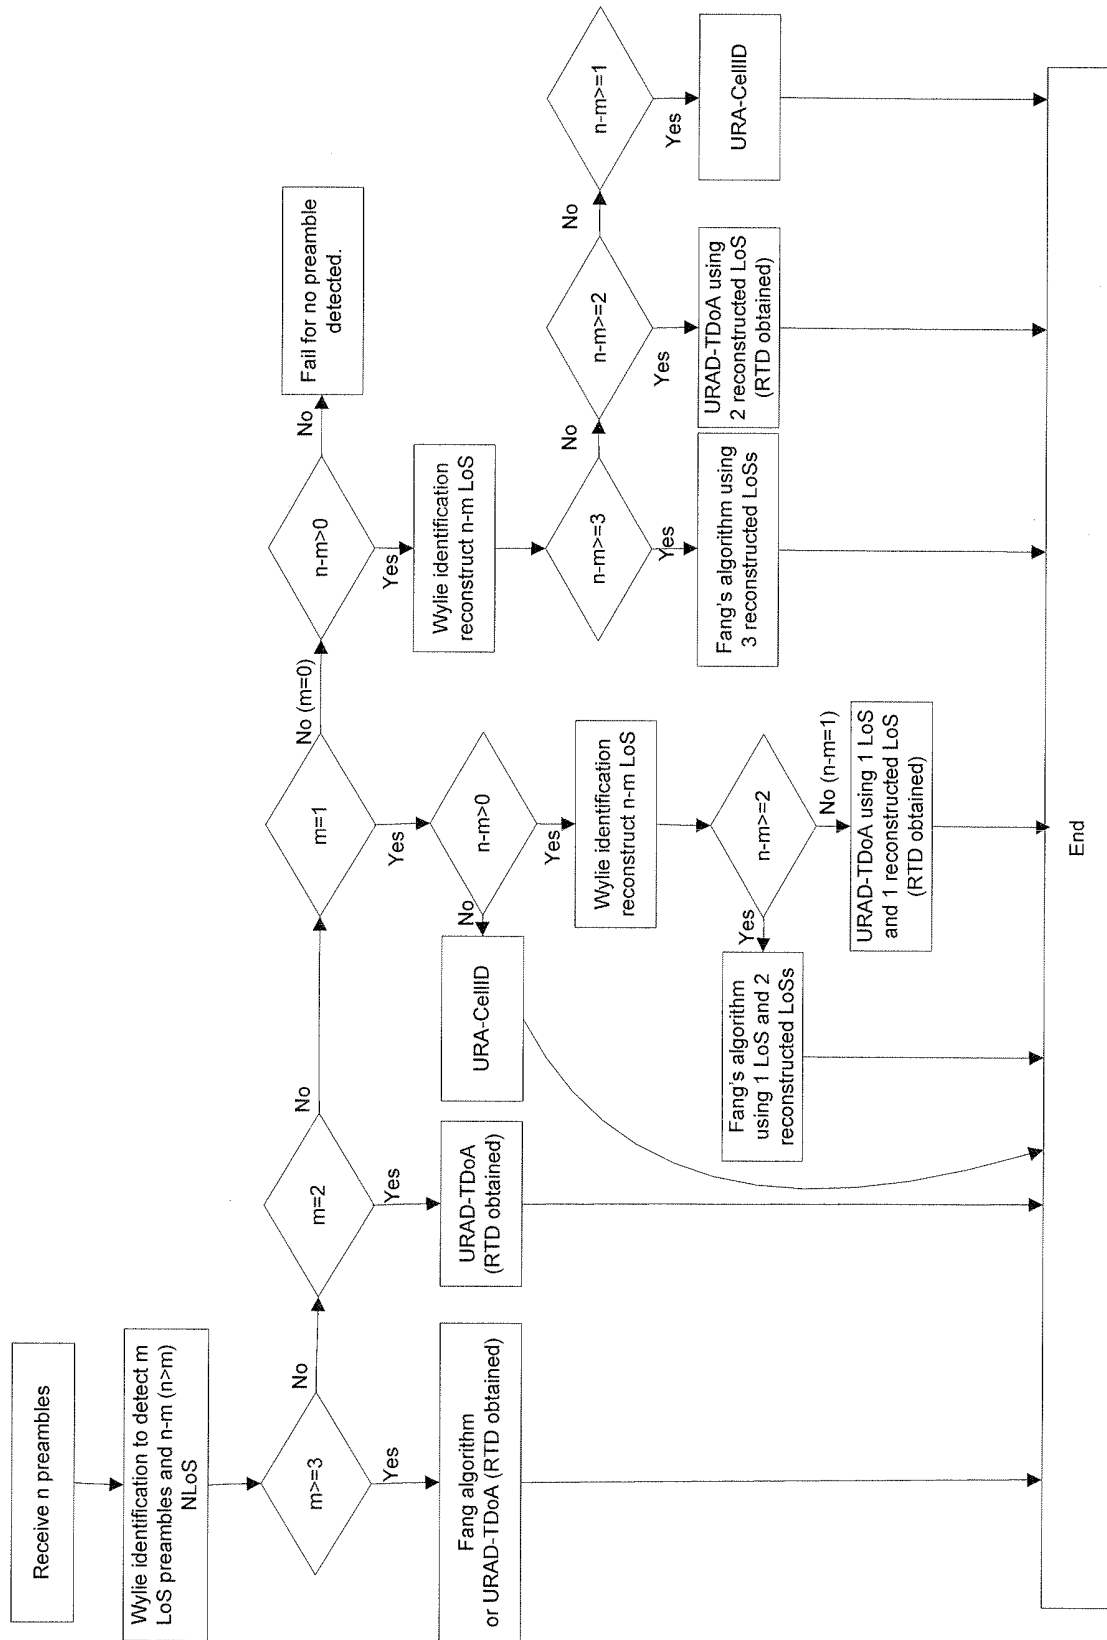 Receive n preambles
Wylie identification to detect m
LoS preambles and n-m (n>m)
NLoS
m>=3
No
Yes
Fang algorithm
or URAD-TDoA (RTD obtained)
m=2
No
Yes
URAD-TDoA
(RTD obtained)
m=1
No (m=0)
Yes
n-m>0
No
URA-CellID
Yes
Wylie identification
reconstruct n-m LoS
n-m>=2
Yes
Fang's algorithm
using 1 LoS and 2
reconstructed LoSs
No (n-m=1)
URAD-TDoA using 1 LoS
and 1 reconstructed LoS
(RTD obtained)
n-m>0
No
Fail for no preamble
detected.
Yes
Wylie identification
reconstruct n-m LoS
n-m>=3
Yes
Fang's algorithm using
3 reconstructed LoSs
No
n-m>=2
Yes
URAD-TDoA using
2 reconstructed LoS
(RTD obtained)
No
n-m>=1
Yes
URA-CellID
End